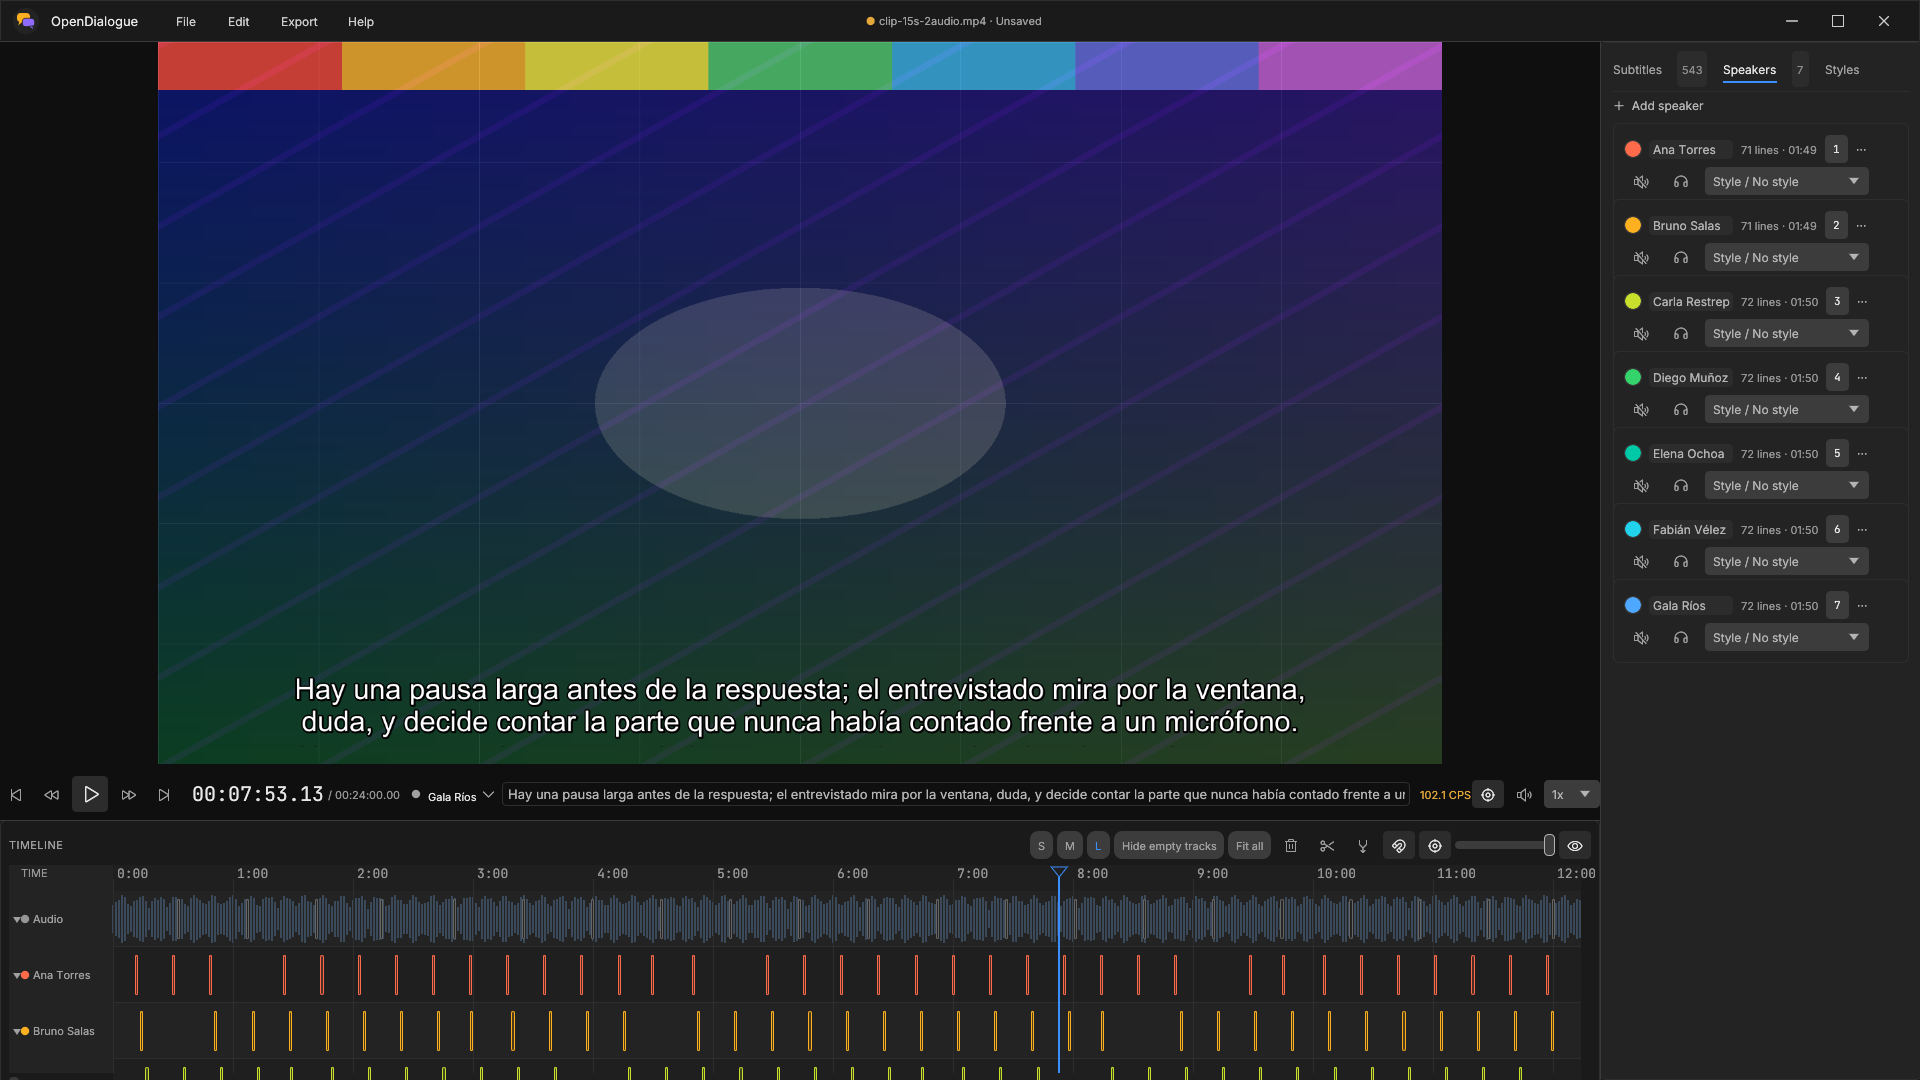 OpenDialogue File Edit Export Help
clip-15s-2audio.mp4 · Unsaved
Hay una pausa larga antes de la respuesta; el entrevistado mira por la ventana,
duda, y decide contar la parte que nunca había contado frente a un micrófono.
00:07:53.13 / 00:24:00.00 Gala Ríos Hay una pausa larga antes de la respuesta; el entrevistado mira por la ventana, duda, y decide contar la parte que nunca había contado frente a 102.1 CPS 1x
Subtitles 543 Speakers 7 Styles
+ Add speaker
Ana Torres 71 lines · 01:49 1 ...
Style / No style
Bruno Salas 71 lines · 01:49 2 ...
Style / No style
Carla Restrep 72 lines · 01:50 3 ...
Style / No style
Diego Muñoz 72 lines · 01:50 4 ...
Style / No style
Elena Ochoa 72 lines · 01:50 5 ...
Style / No style
Fabián Vélez 72 lines · 01:50 6 ...
Style / No style
Gala Ríos 72 lines · 01:50 7 ...
Style / No style
TIMELINE S M L Hide empty tracks Fit all
TIME 0:00 1:00 2:00 3:00 4:00 5:00 6:00 7:00 8:00 9:00 10:00 11:00 12:00
Audio
Ana Torres
Bruno Salas